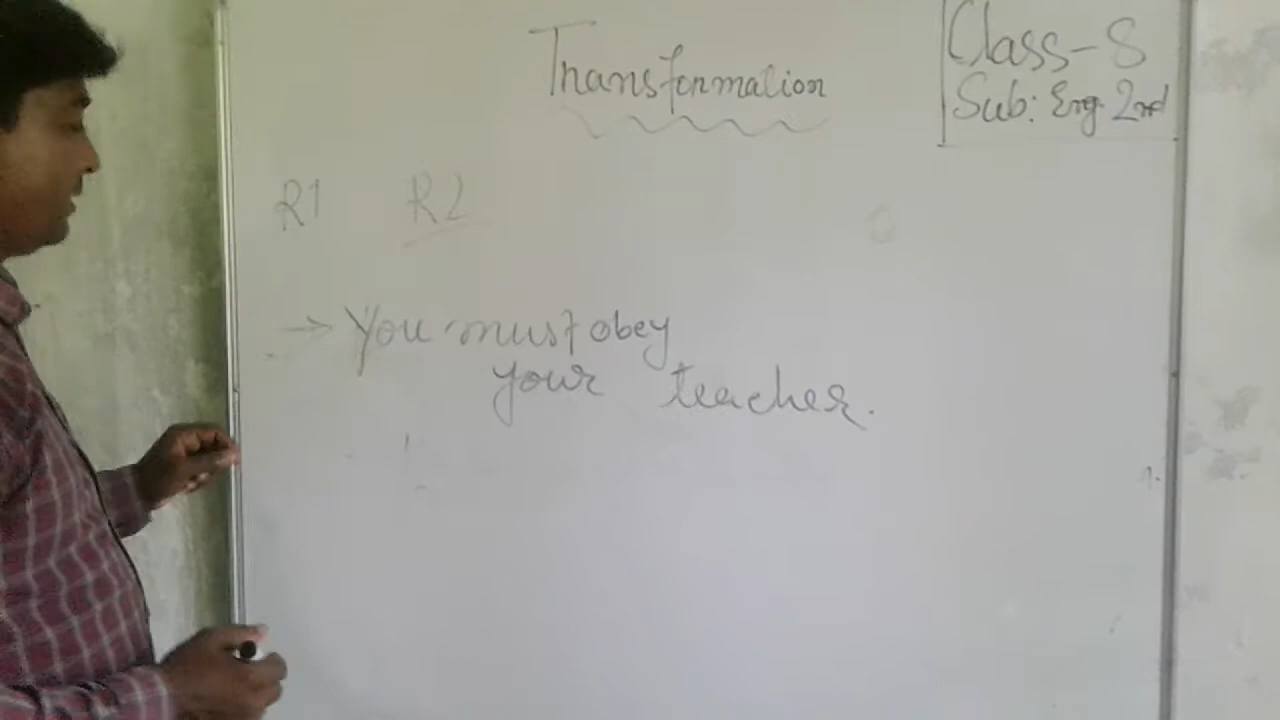 Transformation
Class-8
Sub: Eng. 2nd
R1 R2
→ You must obey
your teacher.